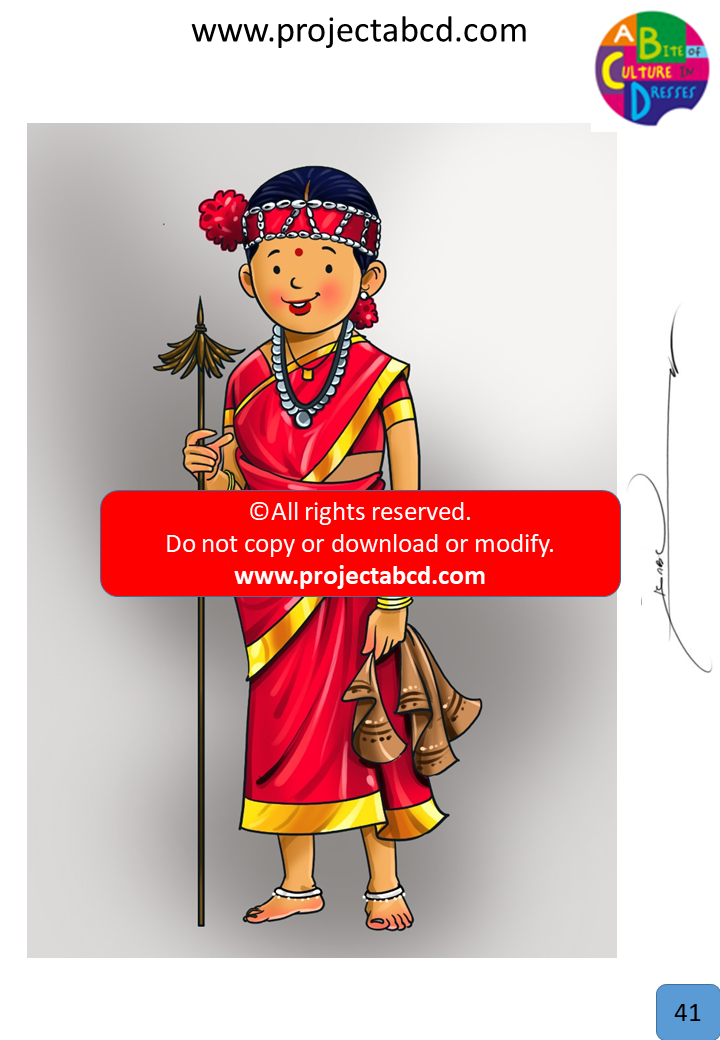 www.projectabcd.com
A BITE OF
CULTURE IN
DRESSES
©All rights reserved.
Do not copy or download or modify.
www.projectabcd.com
41